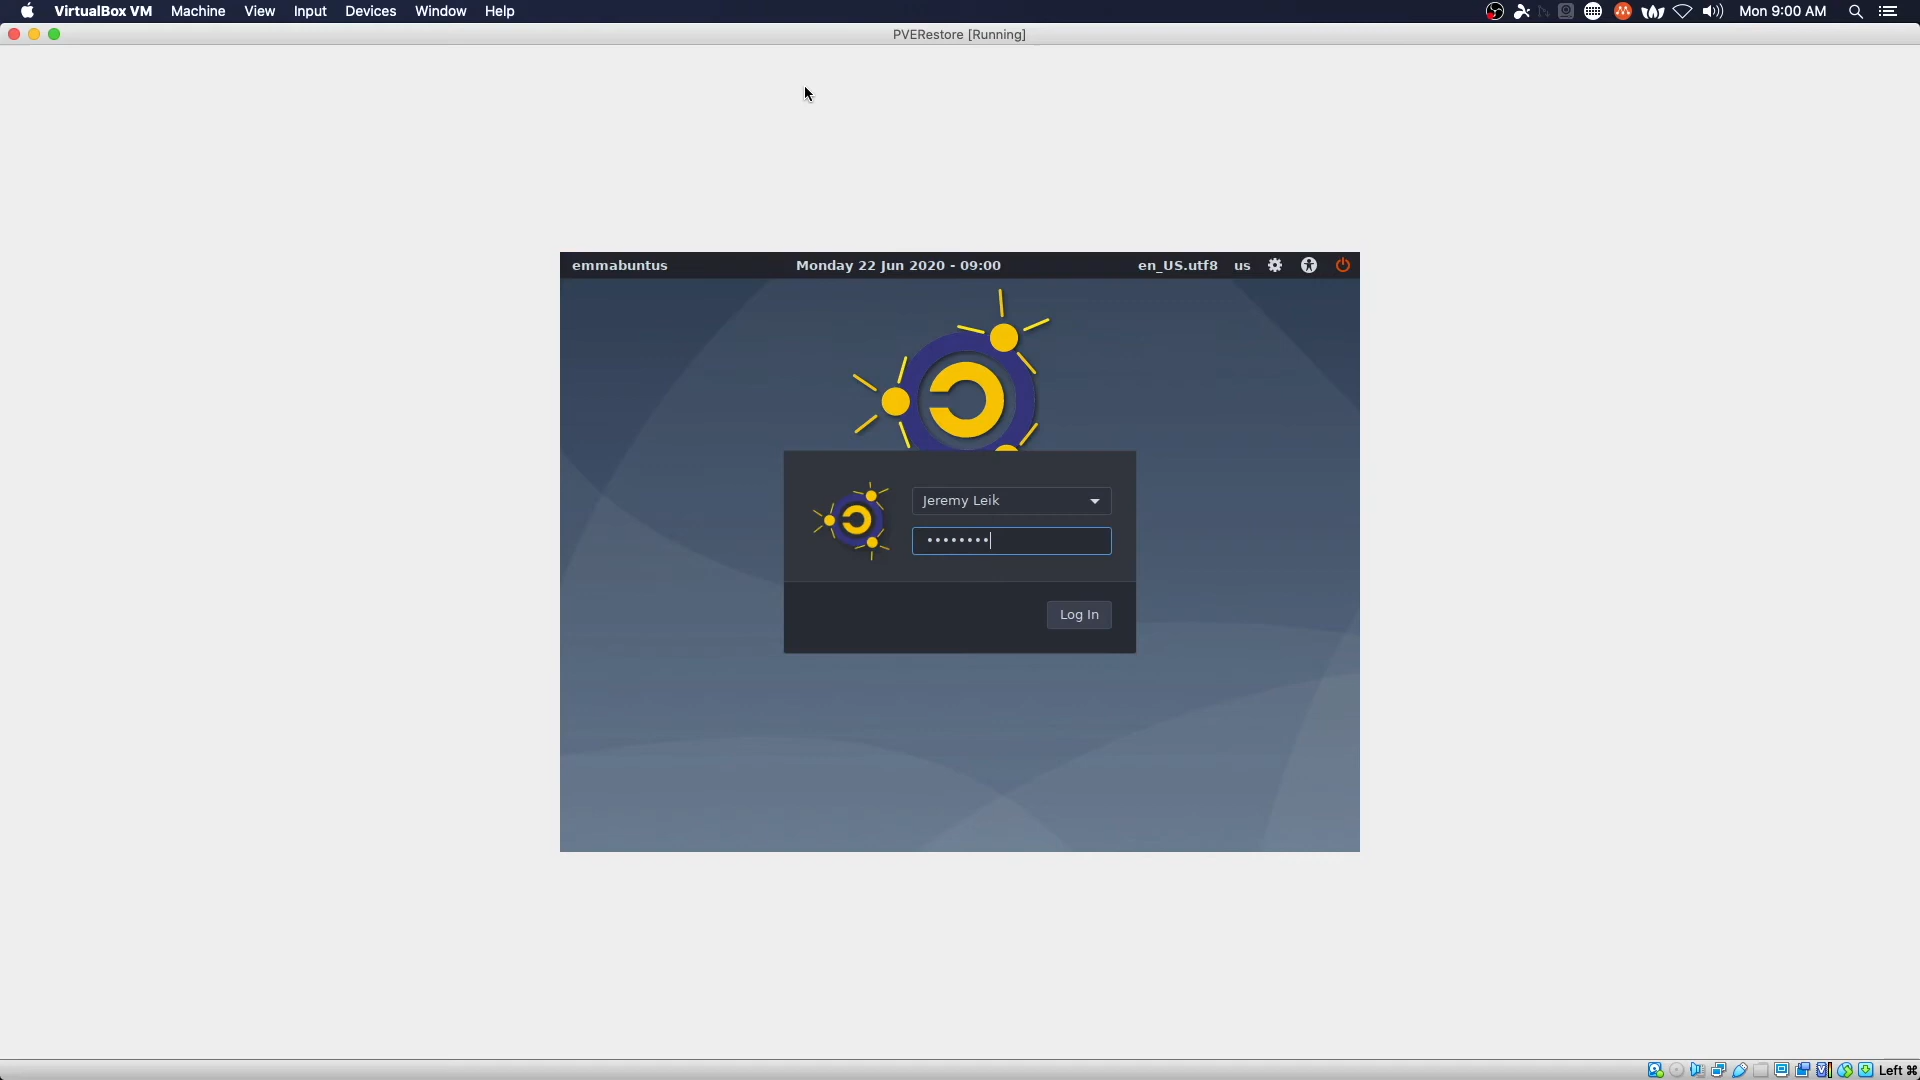 VirtualBox VM Machine View Input Devices Window Help Mon 9:00 AM
PVERestore [Running]
emmabuntus Monday 22 Jun 2020 - 09:00 en_US.utf8 us
Jeremy Leik
••••••••
Log In
Left ⌘